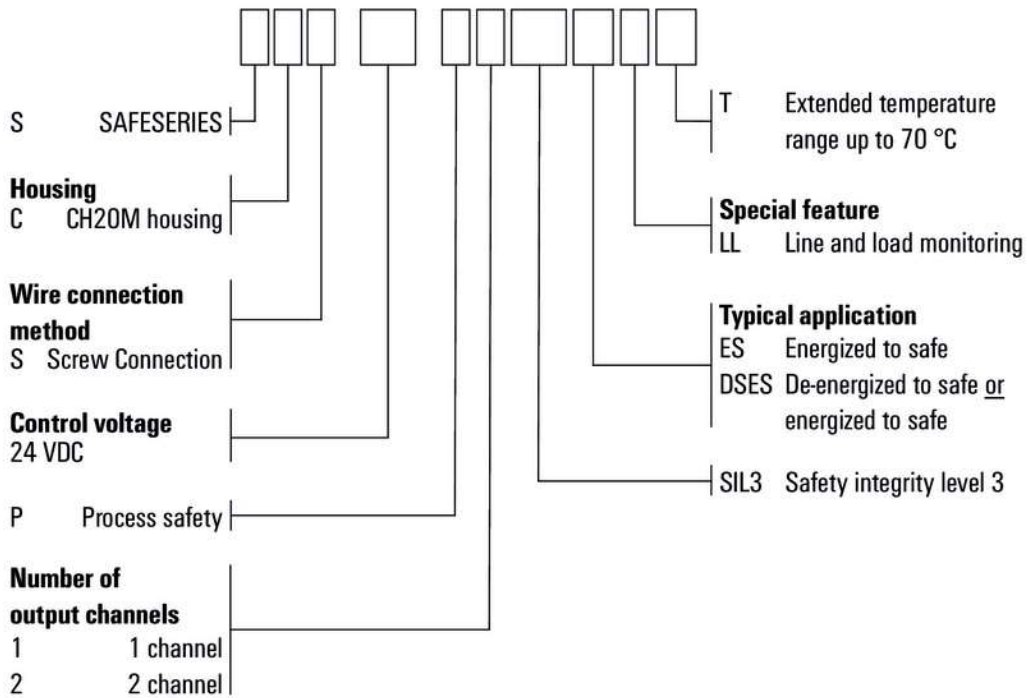 S SAFESERIES
Housing
C CH20M housing
Wire connection
method
S Screw Connection
Control voltage
24 VDC
P Process safety
Number of
output channels
1 1 channel
2 2 channel
T Extended temperature
range up to 70 °C
Special feature
LL Line and load monitoring
Typical application
ES Energized to safe
DSES De-energized to safe or
energized to safe
SIL3 Safety integrity level 3